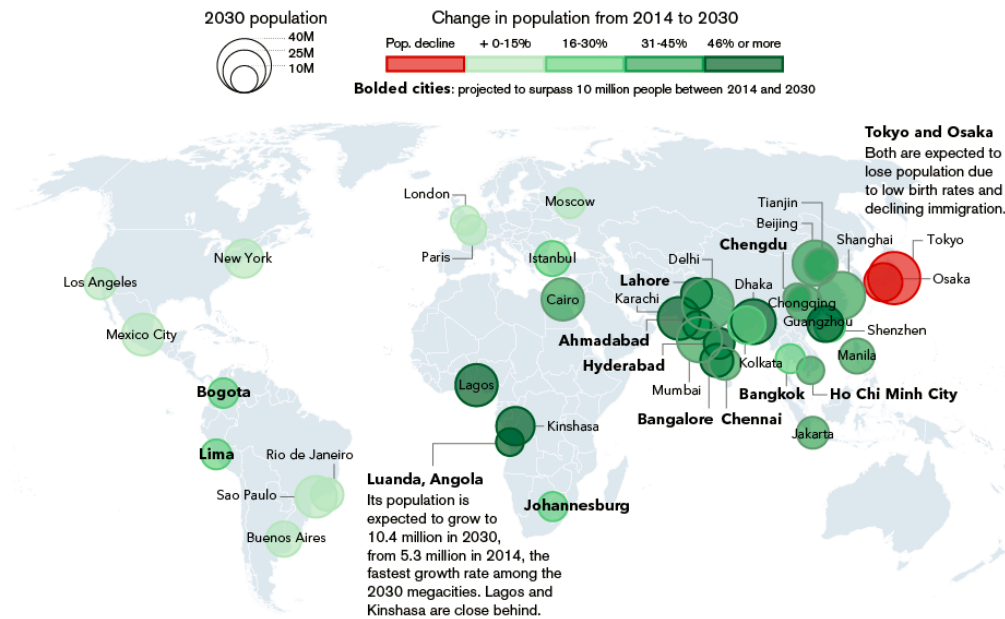 2030 population
40M
25M
10M
Change in population from 2014 to 2030
Pop. decline
+ 0-15%
16-30%
31-45%
46% or more
Bolded cities: projected to surpass 10 million people between 2014 and 2030
Tokyo and Osaka
Both are expected to
lose population due
to low birth rates and
declining immigration.
London
Moscow
Tianjin
Beijing
Chengdu
Shanghai
Tokyo
New York
Paris
Istanbul
Delhi
Osaka
Los Angeles
Lahore
Dhaka
Cairo
Karachi
Chongqing
Mexico City
Guangzhou
Shenzhen
Ahmadabad
Hyderabad
Kolkata
Manila
Lagos
Mumbai
Bangkok
Ho Chi Minh City
Bogota
Bangalore
Chennai
Kinshasa
Jakarta
Lima
Rio de Janeiro
Sao Paulo
Buenos Aires
Luanda, Angola
Its population is
expected to grow to
10.4 million in 2030,
from 5.3 million in 2014, the
fastest growth rate among the
2030 megacities. Lagos and
Kinshasa are close behind.
Johannesburg